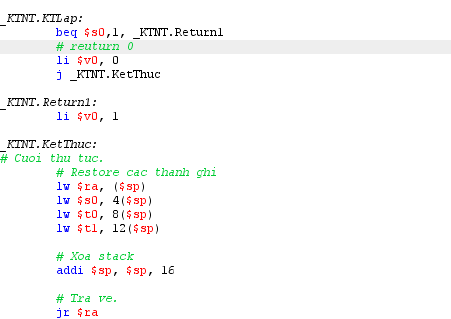 _KTNT.KTLap:
beq $s0,1, _KTNT.Return1
# reuturn 0
li $v0, 0
j _KTNT.KetThuc
_KTNT.Return1:
li $v0, 1
_KTNT.KetThuc:
# Cuoi thu tuc.
# Restore cac thanh ghi
lw $ra, ($sp)
lw $s0, 4($sp)
lw $t0, 8($sp)
lw $t1, 12($sp)
# Xoa stack
addi $sp, $sp, 16
# Tra ve.
jr $ra